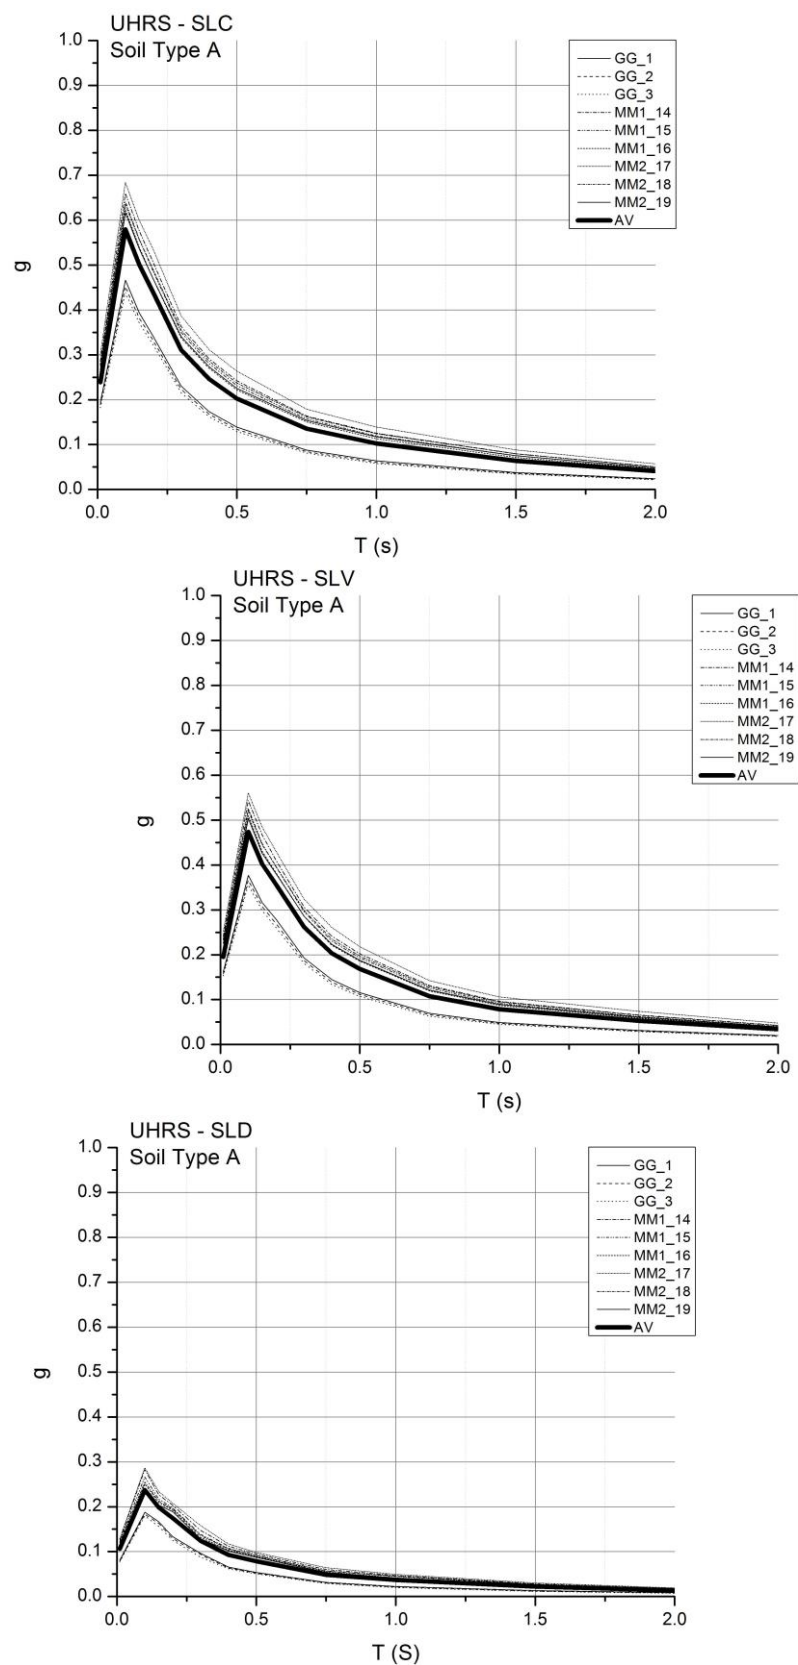 UHRS - SLC
Soil Type A
1.0
0.9
0.8
0.7
0.6
0.5
0.4
0.3
0.2
0.1
0.0
g
GG_1
GG_2
GG_3
MM1_14
MM1_15
MM1_16
MM2_17
MM2_18
MM2_19
AV
0.0 0.5 1.0 1.5 2.0
T (s)
UHRS - SLV
Soil Type A
1.0
0.9
0.8
0.7
0.6
0.5
0.4
0.3
0.2
0.1
0.0
g
GG_1
GG_2
GG_3
MM1_14
MM1_15
MM1_16
MM2_17
MM2_18
MM2_19
AV
0.0 0.5 1.0 1.5 2.0
T (s)
UHRS - SLD
Soil Type A
1.0
0.9
0.8
0.7
0.6
0.5
0.4
0.3
0.2
0.1
0.0
g
GG_1
GG_2
GG_3
MM1_14
MM1_15
MM1_16
MM2_17
MM2_18
MM2_19
AV
0.0 0.5 1.0 1.5 2.0
T (S)